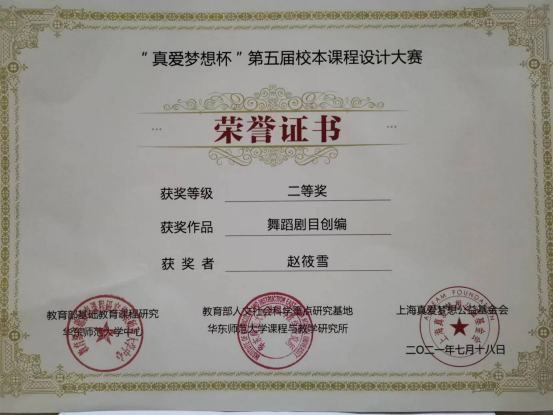 “真爱梦想杯”第五届校本课程设计大赛
荣誉证书
获奖等级 二等奖
获奖作品 舞蹈剧目创编
获奖者 赵筱雪
教育部基础教育课程研究 教育部人文社会科学重点研究基地 上海真爱梦想公益基金会
华东师范大学中心 华东师范大学课程与教学研究所
二〇二一年七月十八日